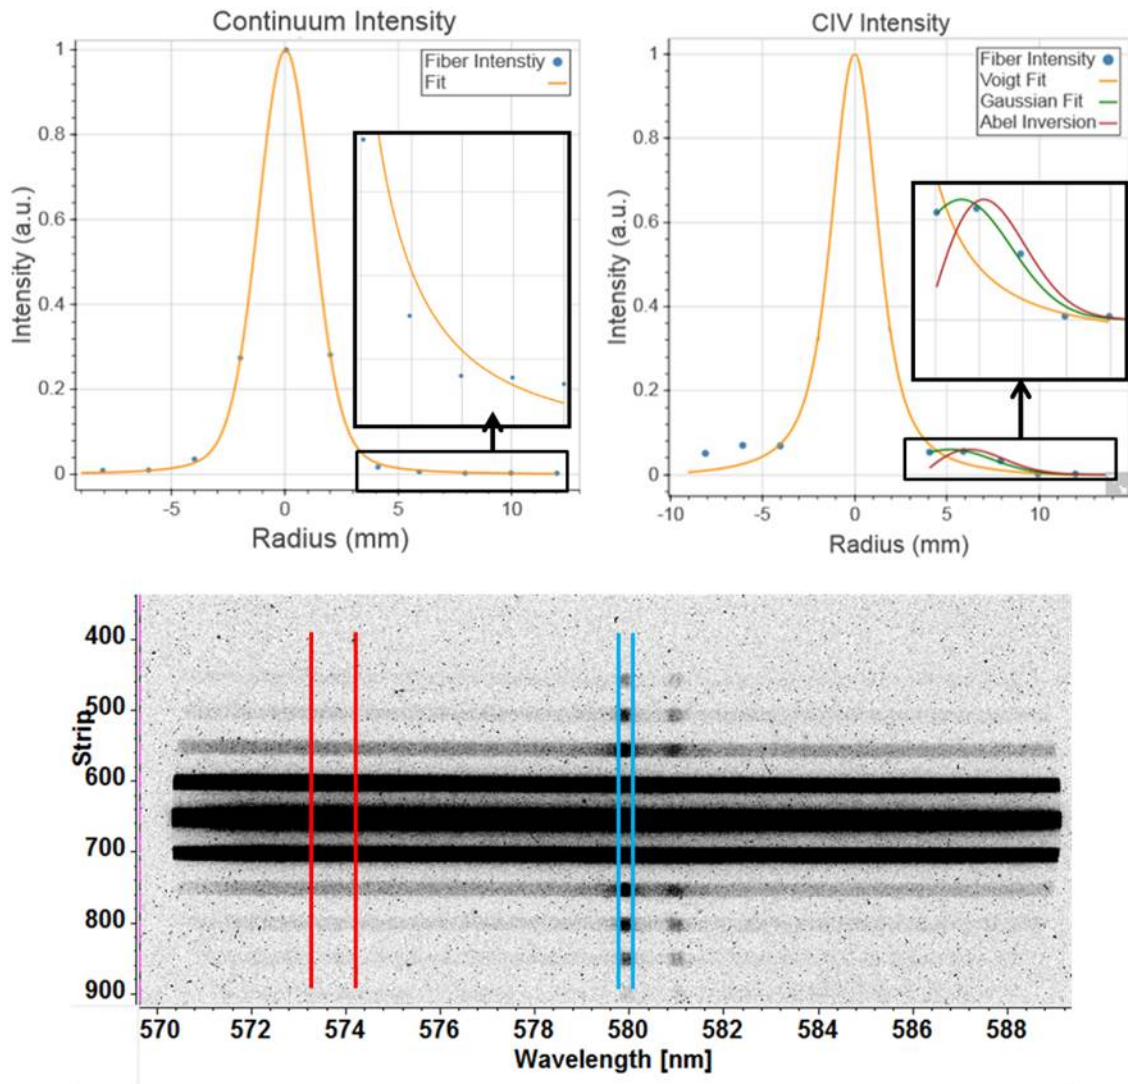 Continuum Intensity
Fiber Intenstiy
Fit
1
0.8
0.6
0.4
0.2
0
Intensity (a.u.)
-5
0
5
10
Radius (mm)
CIV Intensity
Fiber Intensity
Voigt Fit
Gaussian Fit
Abel Inversion
1
0.8
0.6
0.4
0.2
0
Intensity (a.u.)
-10
-5
0
5
10
Radius (mm)
400
500
600
700
800
900
Strip
570
572
574
576
578
580
582
584
586
588
Wavelength [nm]